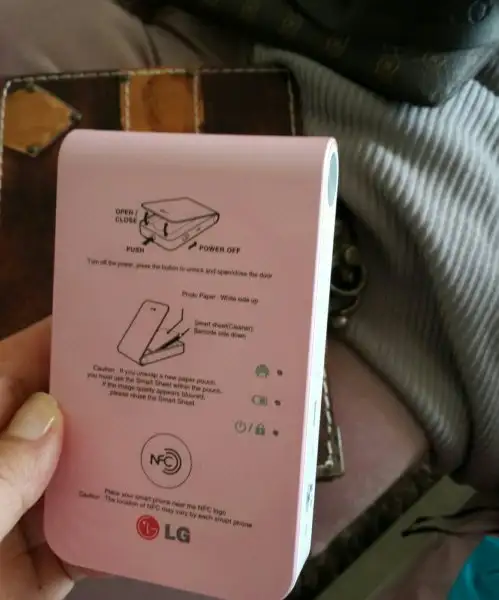 OPEN /
CLOSE
PUSH
POWER OFF
Turn off the power, press the button to unlock and open/close the door
Photo Paper : White side up
Smart sheet(Cleaner) :
Barcode side down
Caution : If you unwrap a new paper pouch,
you must use the Smart Sheet within the pouch.
If the image quality appears blurred,
please reuse the Smart Sheet
NFC
Place your smart phone near the NFC logo
Caution : The location of NFC may vary by each smart phone
LG